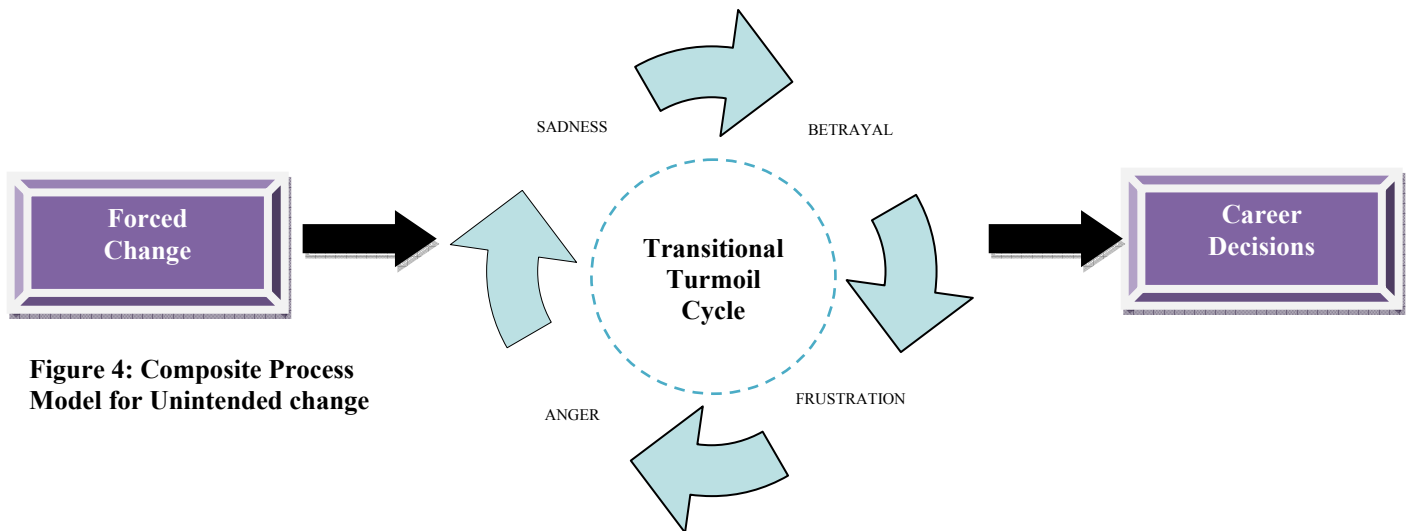 SADNESS
BETRAYAL
Forced
Change
Transitional
Turmoil
Cycle
Career
Decisions
Figure 4: Composite Process
Model for Unintended change
ANGER
FRUSTRATION